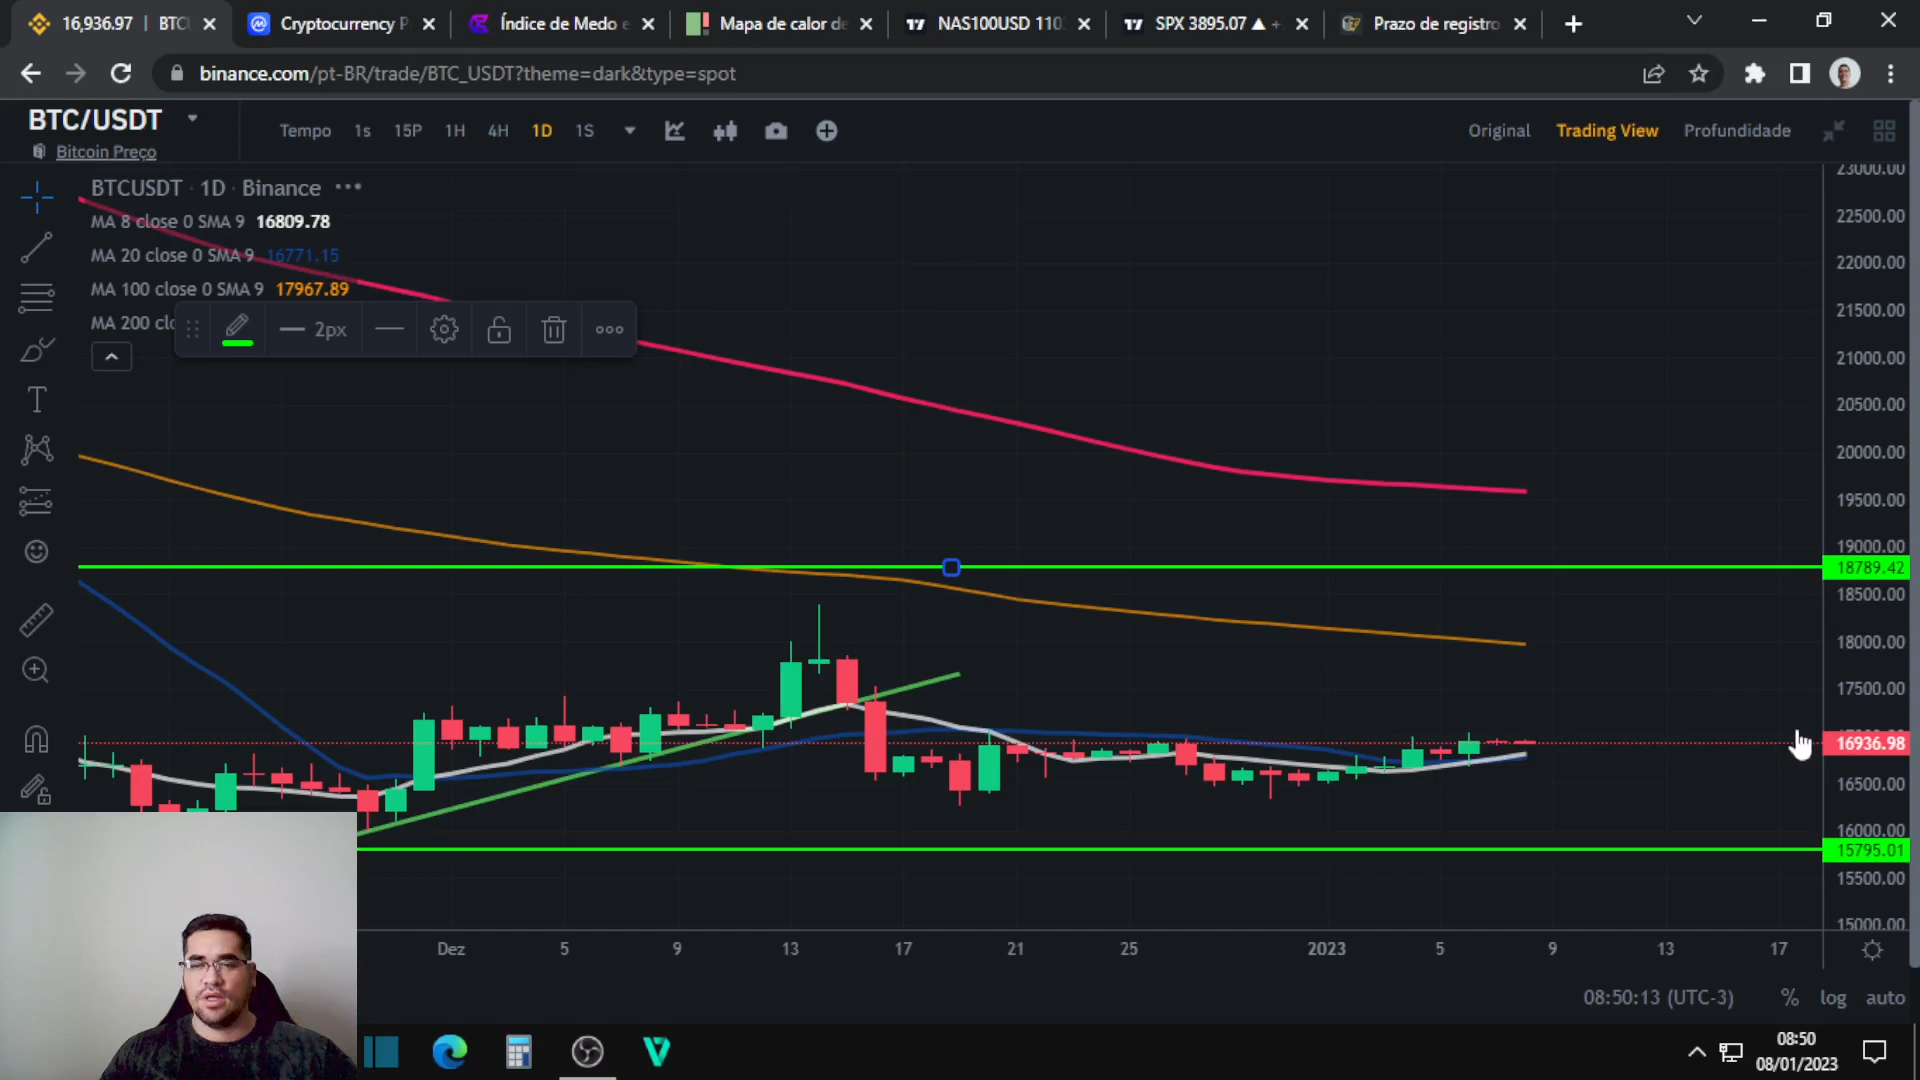 16,936.97 | BTC
Cryptocurrency P
Índice de Medo e
Mapa de calor de
NAS100USD 110
SPX 3895.07 ▲ +
Prazo de registro
binance.com/pt-BR/trade/BTC_USDT?theme=dark&type=spot
BTC/USDT
Bitcoin Preço
Tempo 1s 15P 1H 4H 1D 1S
Original Trading View Profundidade
BTCUSDT · 1D · Binance
MA 8 close 0 SMA 9 16809.78
MA 20 close 0 SMA 9 16771.15
MA 100 close 0 SMA 9 17967.89
MA 200 clo
2px
23000.00
22500.00
22000.00
21500.00
21000.00
20500.00
20000.00
19500.00
19000.00
18789.42
18500.00
18000.00
17500.00
16936.98
16500.00
16000.00
15795.01
15500.00
15000.00
Dez 5 9 13 17 21 25 2023 5 9 13 17
08:50:13 (UTC-3) % log auto
08:50
08/01/2023